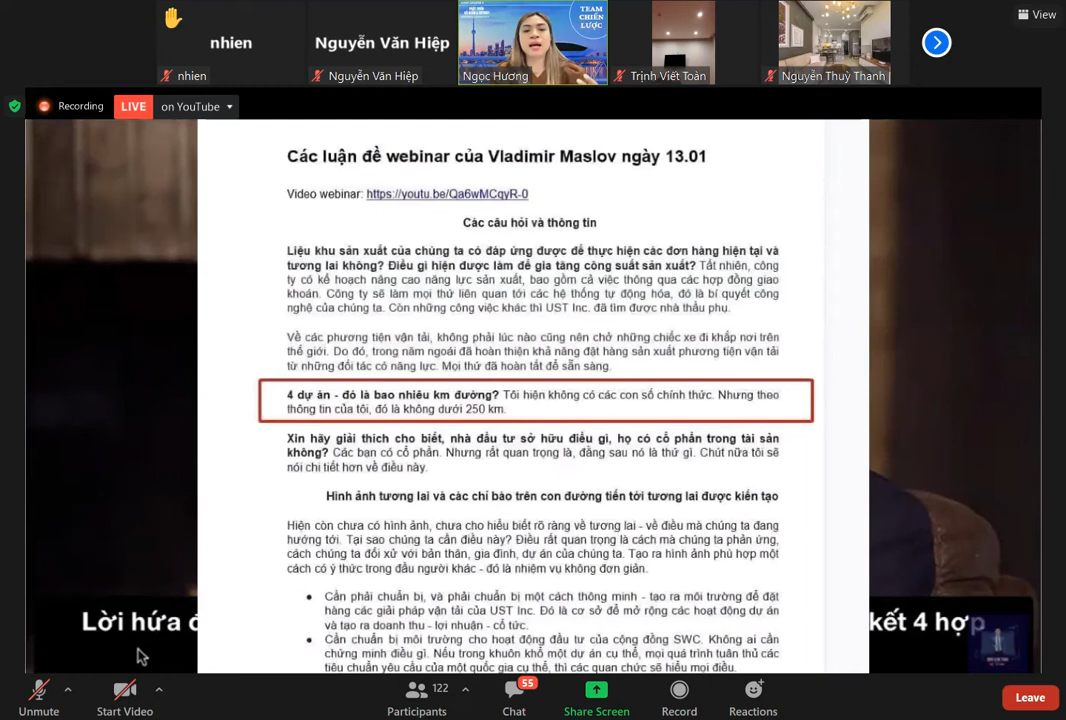 nhien
Nguyễn Văn Hiệp
TEAM
CHIẾN
LƯỢC
View
nhien
Nguyễn Văn Hiệp
Ngọc Hương
Trịnh Viết Toàn
Nguyễn Thuỳ Thanh
Recording
LIVE
on YouTube
Các luận đề webinar của Vladimir Maslov ngày 13.01
Video webinar: https://youtu.be/Qa6wMCqyR-0
Các câu hỏi và thông tin
Liệu khu sản xuất của chúng ta có đáp ứng được để thực hiện các đơn hàng hiện tại và
tương lai không? Điều gì hiện được làm để gia tăng công suất sản xuất? Tất nhiên, công
ty có kế hoạch nâng cao năng lực sản xuất, bao gồm cả việc thông qua các hợp đồng giao
khoán. Công ty sẽ làm mọi thứ liên quan tới các hệ thống tự động hóa, đó là bí quyết công
nghệ của chúng ta. Còn những công việc khác thì UST Inc. đã tìm được nhà thầu phụ.
Về các phương tiện vận tải, không phải lúc nào cũng nên chở những chiếc xe đi khắp nơi trên
thế giới. Do đó, trong năm ngoái đã hoàn thiện khả năng đặt hàng sản xuất phương tiện vận tải
từ những đối tác có năng lực. Mọi thứ đã hoàn tất để sẵn sàng.
4 dự án - đó là bao nhiêu km đường? Tôi hiện không có các con số chính thức. Nhưng theo
thông tin của tôi, đó là không dưới 250 km.
Xin hãy giải thích cho biết, nhà đầu tư sở hữu điều gì, họ có cổ phần trong tài sản
không? Các bạn có cổ phần. Nhưng rất quan trọng là, đằng sau nó là thứ gì. Chút nữa tôi sẽ
nói chi tiết hơn về điều này.
Hình ảnh tương lai và các chỉ báo trên con đường tiến tới tương lai được kiến tạo
Hiện còn chưa có hình ảnh, chưa cho hiểu biết rõ ràng về tương lai - về điều mà chúng ta đang
hướng tới. Tại sao chúng ta cần điều này? Điều rất quan trọng là cách mà chúng ta phản ứng,
cách chúng ta đối xử với bản thân, gia đình, dự án của chúng ta. Tạo ra hình ảnh phù hợp một
cách có ý thức trong đầu người khác - đó là nhiệm vụ không đơn giản.
● Cần phải chuẩn bị, và phải chuẩn bị một cách thông minh - tạo ra môi trường để đặt
hàng các giải pháp vận tải của UST Inc. Đó là cơ sở để mở rộng các hoạt động dự án
và tạo ra doanh thu - lợi nhuận - cổ tức.
● Cần chuẩn bị môi trường cho hoạt động đầu tư của cộng đồng SWC. Không ai cần
chứng minh điều gì. Nếu trong khuôn khổ một dự án cụ thể, mọi quá trình tuân thủ các
tiêu chuẩn yêu cầu của một quốc gia cụ thể, thì các quan chức sẽ hiểu mọi điều.
Lời hứa
kết 4 hợp
Unmute
Start Video
122
Participants
55
Chat
Share Screen
Record
Reactions
Leave